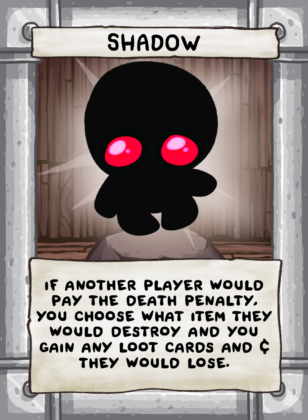 SHADOW
IF ANOTHER PLAYER WOULD
PAY THE DEATH PENALTY,
YOU CHOOSE WHAT ITEM THEY
WOULD DESTROY AND YOU
GAIN ANY LOOT CARDS AND ¢
THEY WOULD LOSE.